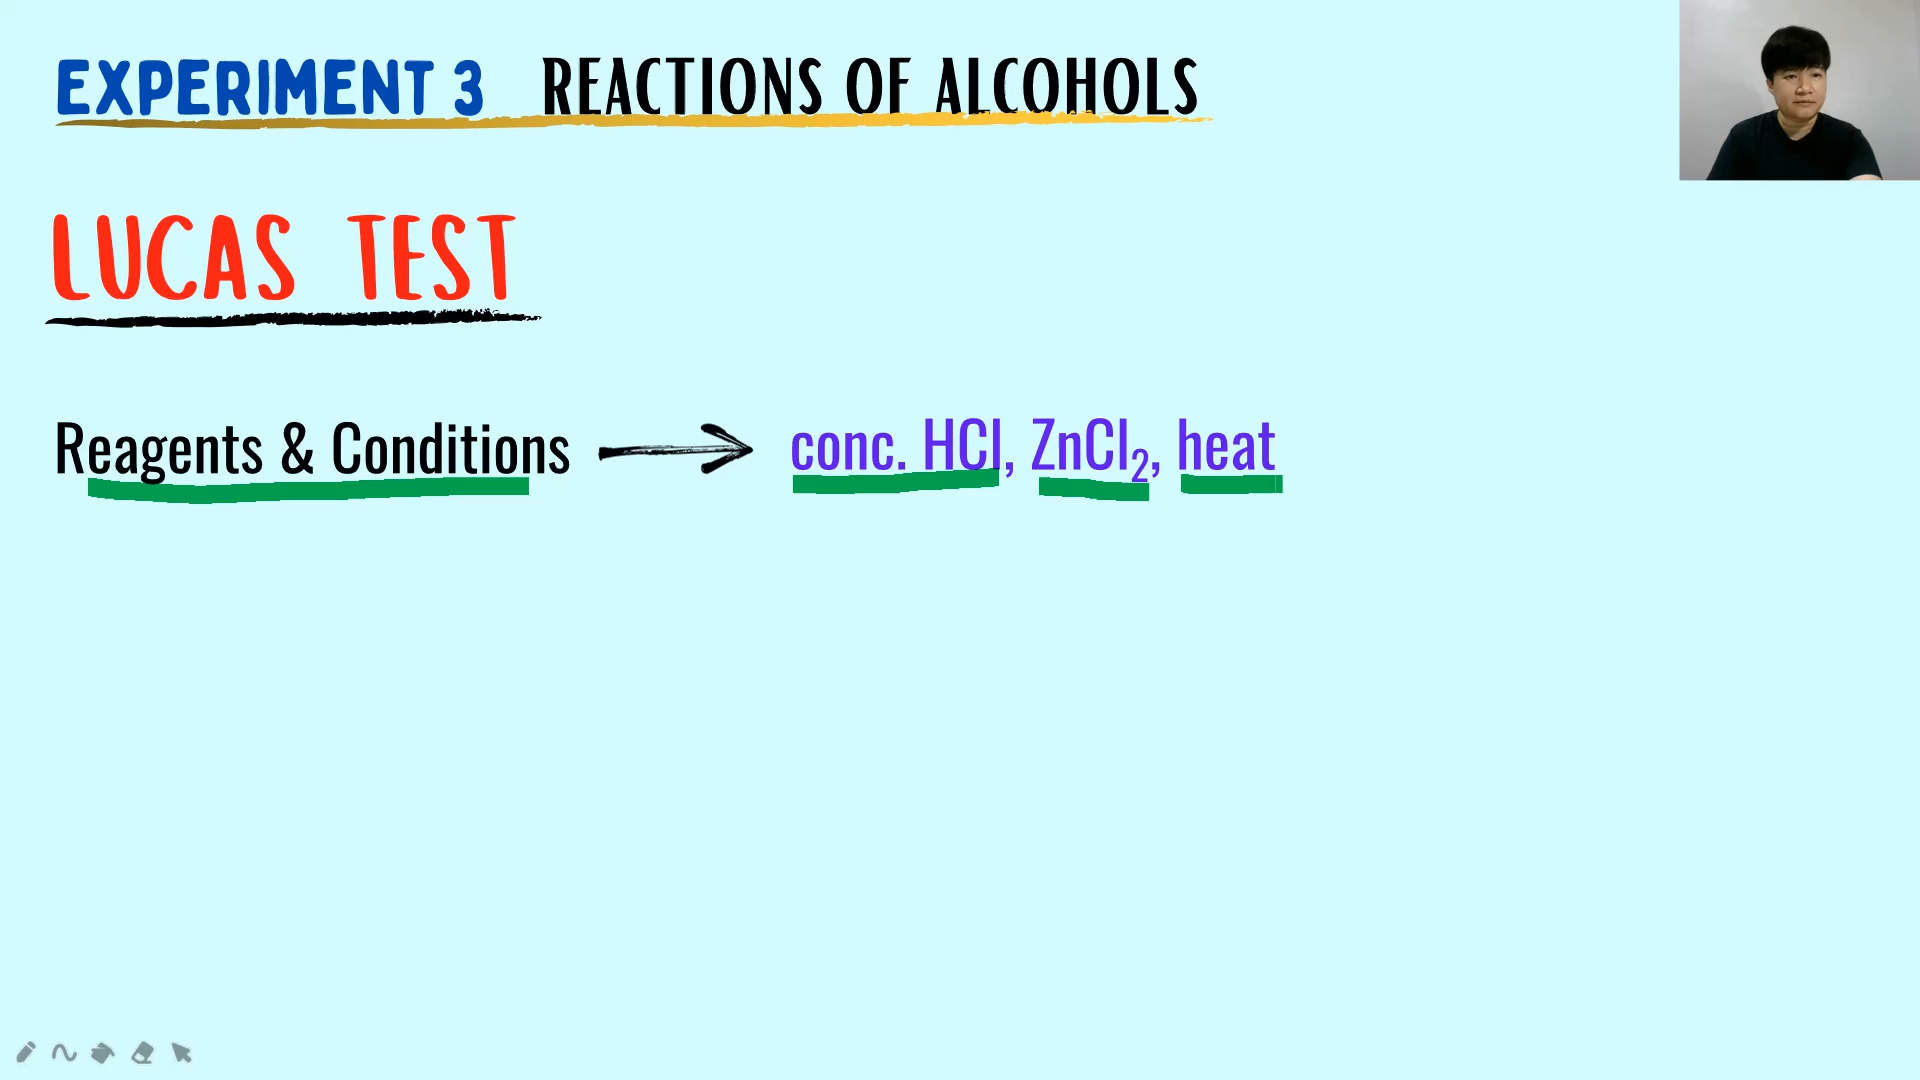 EXPERIMENT 3 REACTIONS OF ALCOHOLS
LUCAS TEST
Reagents & Conditions conc. HCl, ZnCl₂, heat